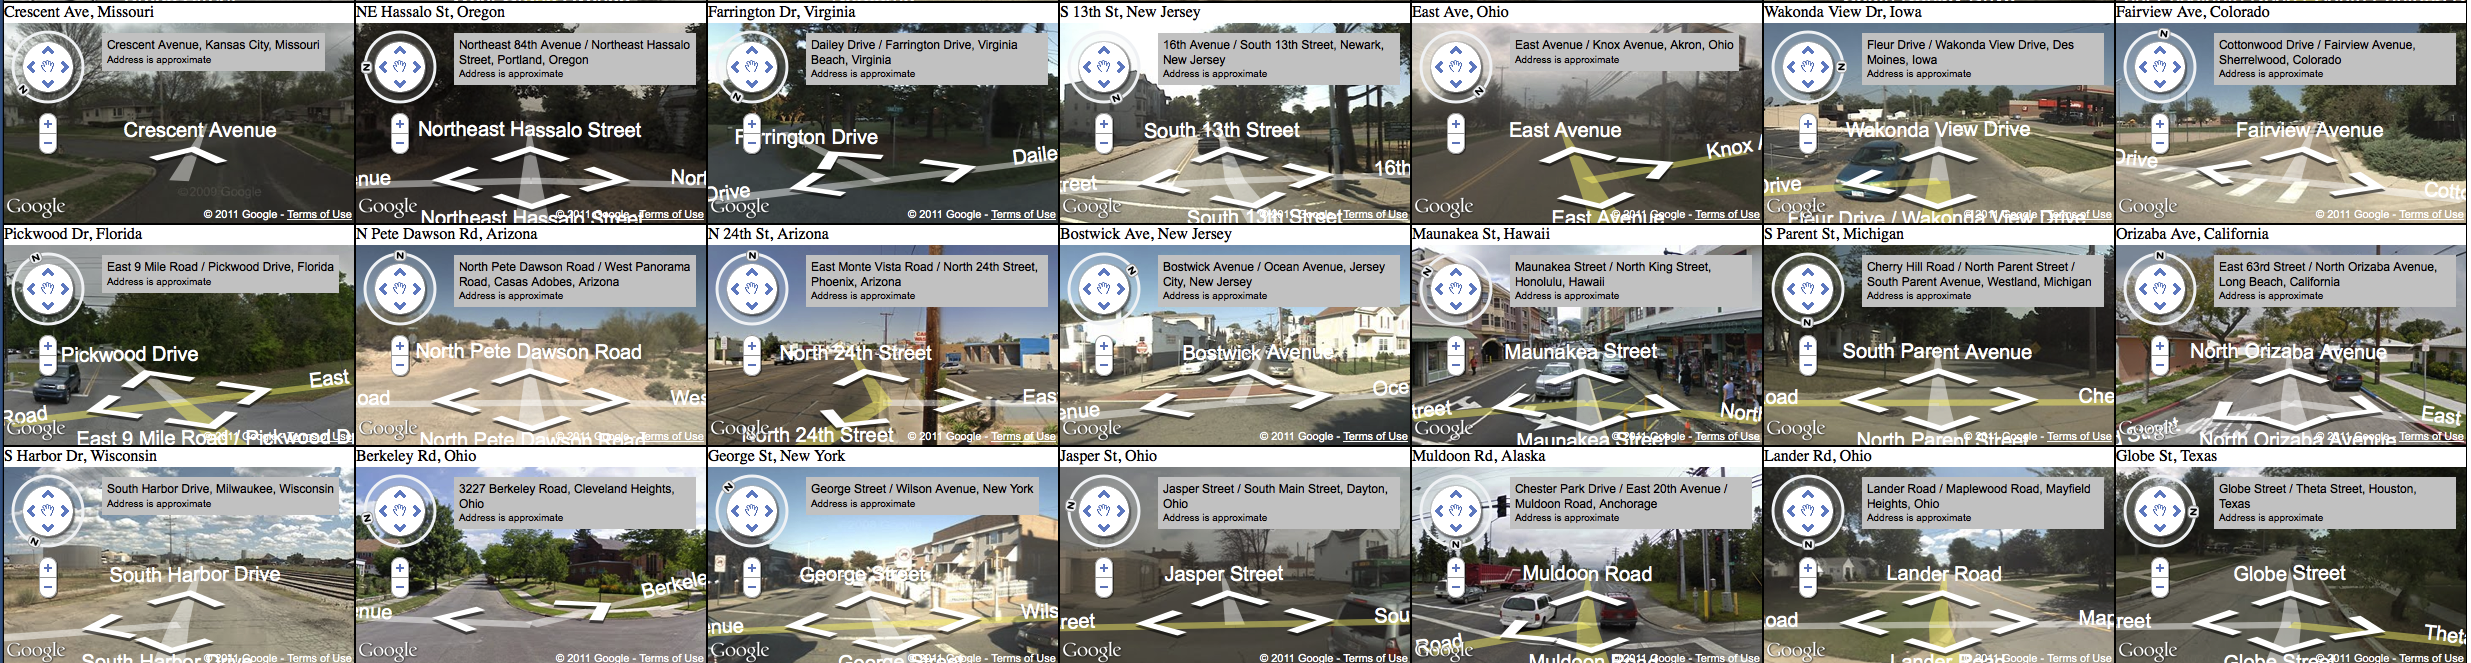 Crescent Ave, Missouri
Crescent Avenue, Kansas City, Missouri
Address is approximate
N
Crescent Avenue
© 2009 Google
Google
© 2011 Google - Terms of Use
NE Hassalo St, Oregon
Northeast 84th Avenue / Northeast Hassalo
Street, Portland, Oregon
Address is approximate
N
Northeast Hassalo Street
nue
Nort
Northeast Hassalo Street
Google
© 2011 Google - Terms of Use
Farrington Dr, Virginia
Dailey Drive / Farrington Drive, Virginia
Beach, Virginia
Address is approximate
N
Farrington Drive
Daile
Drive
Google
© 2011 Google - Terms of Use
S 13th St, New Jersey
16th Avenue / South 13th Street, Newark,
New Jersey
Address is approximate
N
South 13th Street
16th
reet
South 13th Street
Google
© 2011 Google - Terms of Use
East Ave, Ohio
East Avenue / Knox Avenue, Akron, Ohio
Address is approximate
N
East Avenue
Knox A
East Avenue
Google
© 2011 Google - Terms of Use
Wakonda View Dr, Iowa
Fleur Drive / Wakonda View Drive, Des
Moines, Iowa
Address is approximate
N
Wakonda View Drive
Drive
Fleur Drive / Wakonda View Drive
© 2011 Google - Terms of Use
Fairview Ave, Colorado
Cottonwood Drive / Fairview Avenue,
Sherrelwood, Colorado
Address is approximate
N
Fairview Avenue
Drive
Cotto
Google
© 2011 Google - Terms of Use
Pickwood Dr, Florida
East 9 Mile Road / Pickwood Drive, Florida
Address is approximate
N
Pickwood Drive
East
Road
East 9 Mile Road / Pickwood D
Google
© 2011 Google - Terms of Use
N Pete Dawson Rd, Arizona
North Pete Dawson Road / West Panorama
Road, Casas Adobes, Arizona
Address is approximate
N
North Pete Dawson Road
oad
Wes
North Pete Dawson Road
Google
© 2011 Google - Terms of Use
N 24th St, Arizona
East Monte Vista Road / North 24th Street,
Phoenix, Arizona
Address is approximate
N
North 24th Street
Eas
North 24th Street
Google
© 2011 Google - Terms of Use
Bostwick Ave, New Jersey
Bostwick Avenue / Ocean Avenue, Jersey
City, New Jersey
Address is approximate
N
Bostwick Avenue
Oce
enue
Google
© 2011 Google - Terms of Use
Maunakea St, Hawaii
Maunakea Street / North King Street,
Honolulu, Hawaii
Address is approximate
N
Maunakea Street
treet
North
Maunakea Street
Google
© 2011 Google - Terms of Use
S Parent St, Michigan
Cherry Hill Road / North Parent Street /
South Parent Avenue, Westland, Michigan
Address is approximate
N
South Parent Avenue
oad
Che
North Parent Street
Google
© 2011 Google - Terms of Use
Orizaba Ave, California
East 63rd Street / North Orizaba Avenue,
Long Beach, California
Address is approximate
N
North Orizaba Avenue
East
Street
North Orizaba Avenue
Google
© 2011 Google - Terms of Use
S Harbor Dr, Wisconsin
South Harbor Drive, Milwaukee, Wisconsin
Address is approximate
N
South Harbor Drive
South Harbor Drive
Google
© 2011 Google - Terms of Use
Berkeley Rd, Ohio
3227 Berkeley Road, Cleveland Heights,
Ohio
Address is approximate
N
Berkele
nue
Google
© 2011 Google - Terms of Use
George St, New York
George Street / Wilson Avenue, New York
Address is approximate
N
George Street
Wils
nue
George Street
Google
© 2011 Google - Terms of Use
Jasper St, Ohio
Jasper Street / South Main Street, Dayton,
Ohio
Address is approximate
N
Jasper Street
reet
Sou
Google
© 2011 Google - Terms of Use
Muldoon Rd, Alaska
Chester Park Drive / East 20th Avenue /
Muldoon Road, Anchorage
Address is approximate
N
Muldoon Road
Road
Muldoon Road
Google
© 2011 Google - Terms of Use
Lander Rd, Ohio
Lander Road / Maplewood Road, Mayfield
Heights, Ohio
Address is approximate
N
Lander Road
oad
Map
Lander Road
Google
© 2011 Google - Terms of Use
Globe St, Texas
Globe Street / Theta Street, Houston,
Texas
Address is approximate
N
Globe Street
reet
Thet
Globe Street
Google
© 2011 Google - Terms of Use